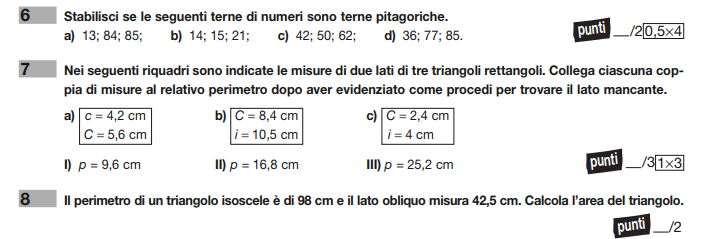 6 Stabilisci se le seguenti terne di numeri sono terne pitagoriche.
a) 13; 84; 85; b) 14; 15; 21; c) 42; 50; 62; d) 36; 77; 85.
punti __/2 0,5×4
7 Nei seguenti riquadri sono indicate le misure di due lati di tre triangoli rettangoli. Collega ciascuna cop-
pia di misure al relativo perimetro dopo aver evidenziato come procedi per trovare il lato mancante.
a) c = 4,2 cm b) C = 8,4 cm c) C = 2,4 cm
C = 5,6 cm i = 10,5 cm i = 4 cm
I) p = 9,6 cm II) p = 16,8 cm III) p = 25,2 cm
punti __/3 1×3
8 Il perimetro di un triangolo isoscele è di 98 cm e il lato obliquo misura 42,5 cm. Calcola l'area del triangolo.
punti __/2